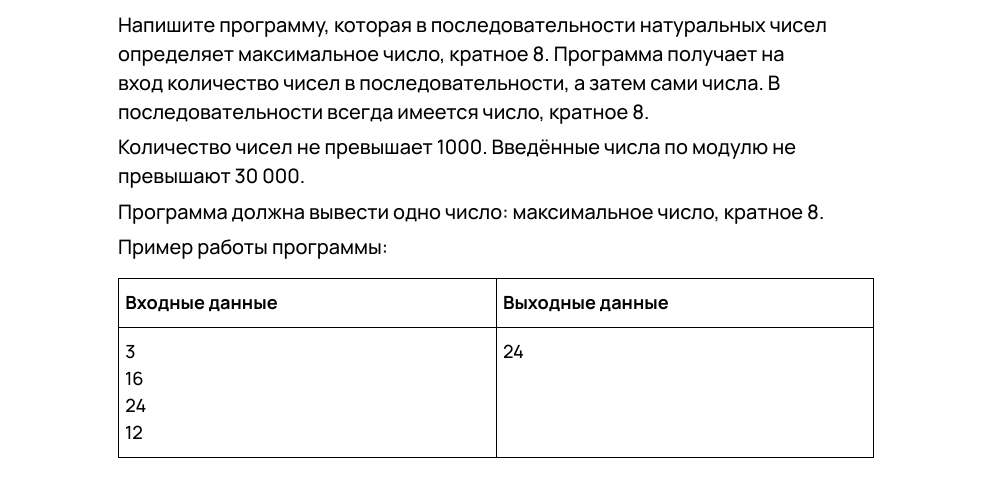 Напишите программу, которая в последовательности натуральных чисел
определяет максимальное число, кратное 8. Программа получает на
вход количество чисел в последовательности, а затем сами числа. В
последовательности всегда имеется число, кратное 8.
Количество чисел не превышает 1000. Введённые числа по модулю не
превышают 30 000.
Программа должна вывести одно число: максимальное число, кратное 8.
Пример работы программы:
Входные данные
Выходные данные
3
16
24
12
24